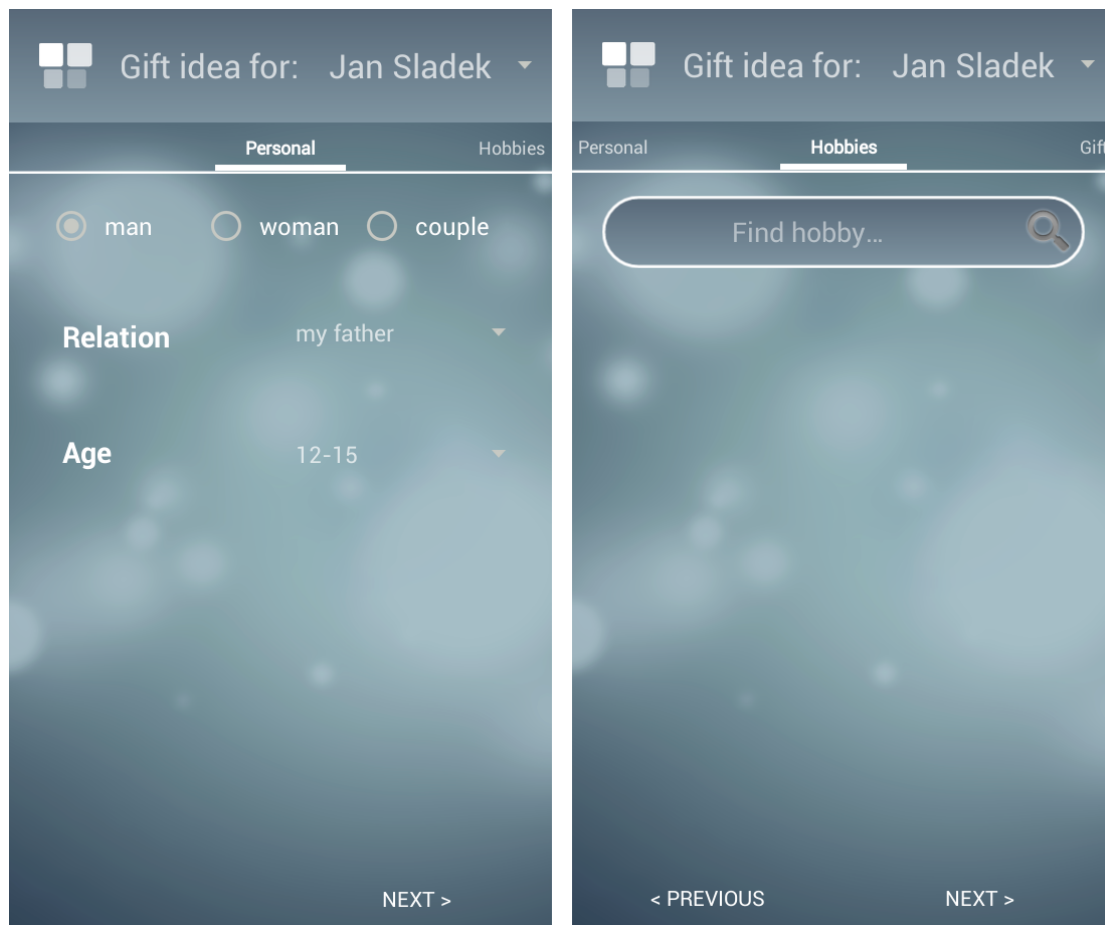 Gift idea for: Jan Sladek
Personal Hobbies
man woman couple
Relation my father
Age 12-15
NEXT >
Gift idea for: Jan Sladek
Personal Hobbies Gift
Find hobby...
< PREVIOUS NEXT >